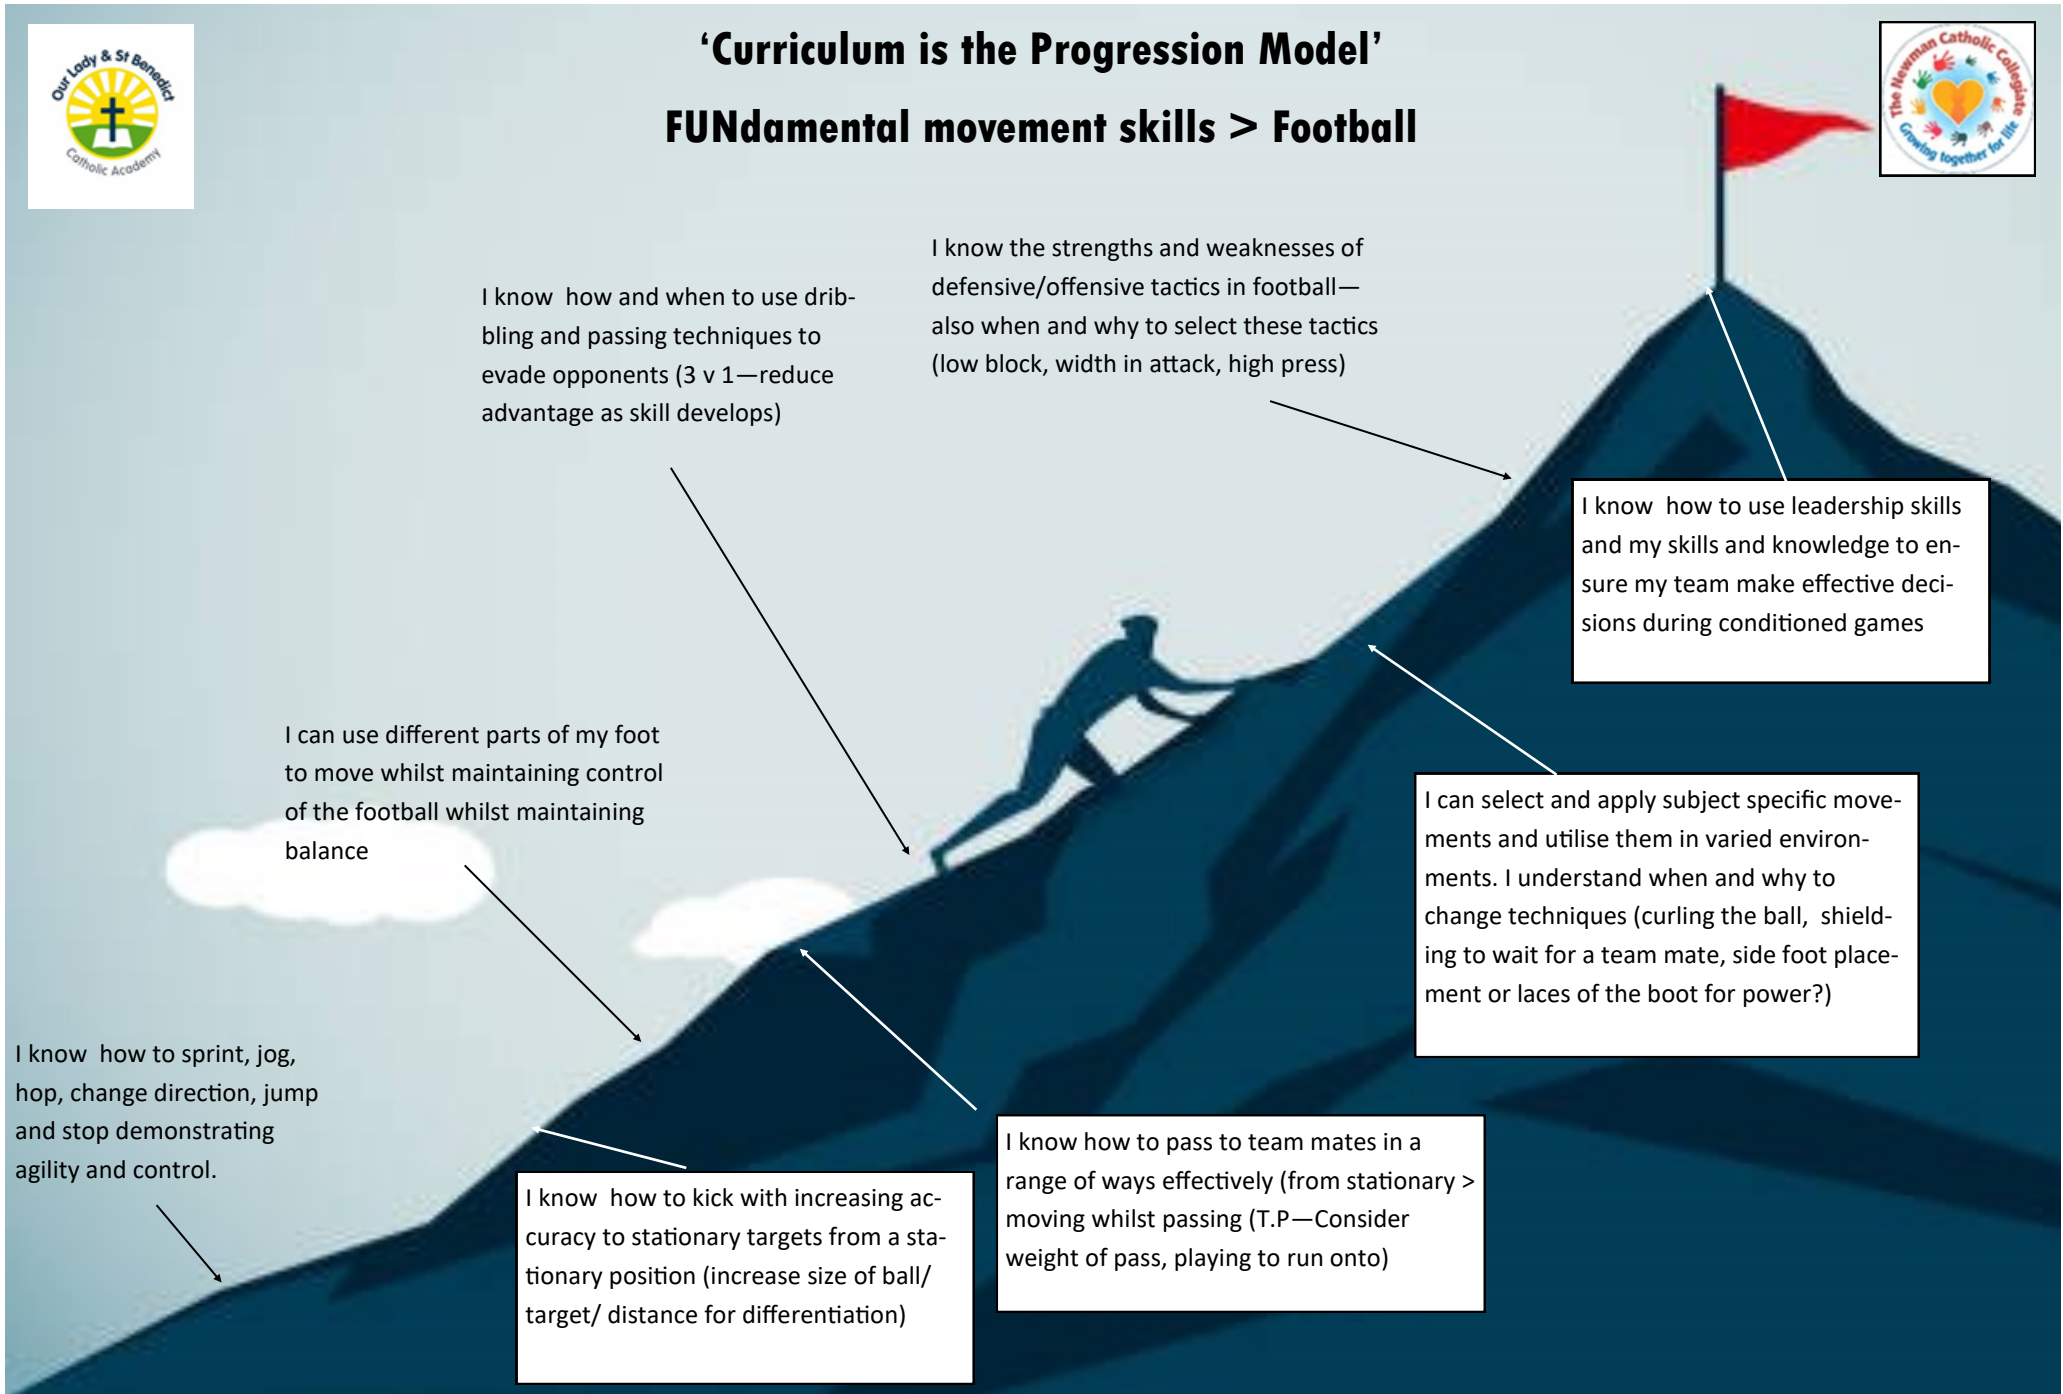 Our Lady & St Benedict
Catholic Academy
‘Curriculum is the Progression Model’
FUNdamental movement skills > Football
The Newman Catholic Collegiate
Growing together for life
I know  how and when to use drib-
bling and passing techniques to
evade opponents (3 v 1—reduce
advantage as skill develops)
I know the strengths and weaknesses of
defensive/offensive tactics in football—
also when and why to select these tactics
(low block, width in attack, high press)
I know  how to use leadership skills
and my skills and knowledge to en-
sure my team make effective deci-
sions during conditioned games
I can use different parts of my foot
to move whilst maintaining control
of the football whilst maintaining
balance
I can select and apply subject specific move-
ments and utilise them in varied environ-
ments. I understand when and why to
change techniques (curling the ball,  shield-
ing to wait for a team mate, side foot place-
ment or laces of the boot for power?)
I know  how to sprint, jog,
hop, change direction, jump
and stop demonstrating
agility and control.
I know  how to kick with increasing ac-
curacy to stationary targets from a sta-
tionary position (increase size of ball/
target/ distance for differentiation)
I know how to pass to team mates in a
range of ways effectively (from stationary >
moving whilst passing (T.P—Consider
weight of pass, playing to run onto)